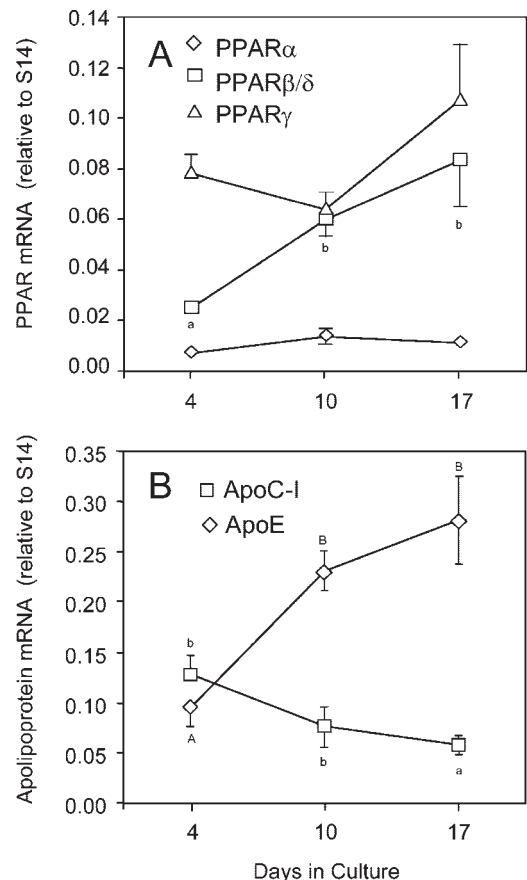 0.14
A
PPARα
PPARβ/δ
PPARγ
0.12
0.10
0.08
0.06
0.04
0.02
0.00
PPAR mRNA (relative to S14)
a
b
b
4
10
17
0.35
B
ApoC-I
ApoE
0.30
0.25
0.20
0.15
0.10
0.05
0.00
Apolipoprotein mRNA (relative to S14)
B
B
b
A
b
a
4
10
17
Days in Culture